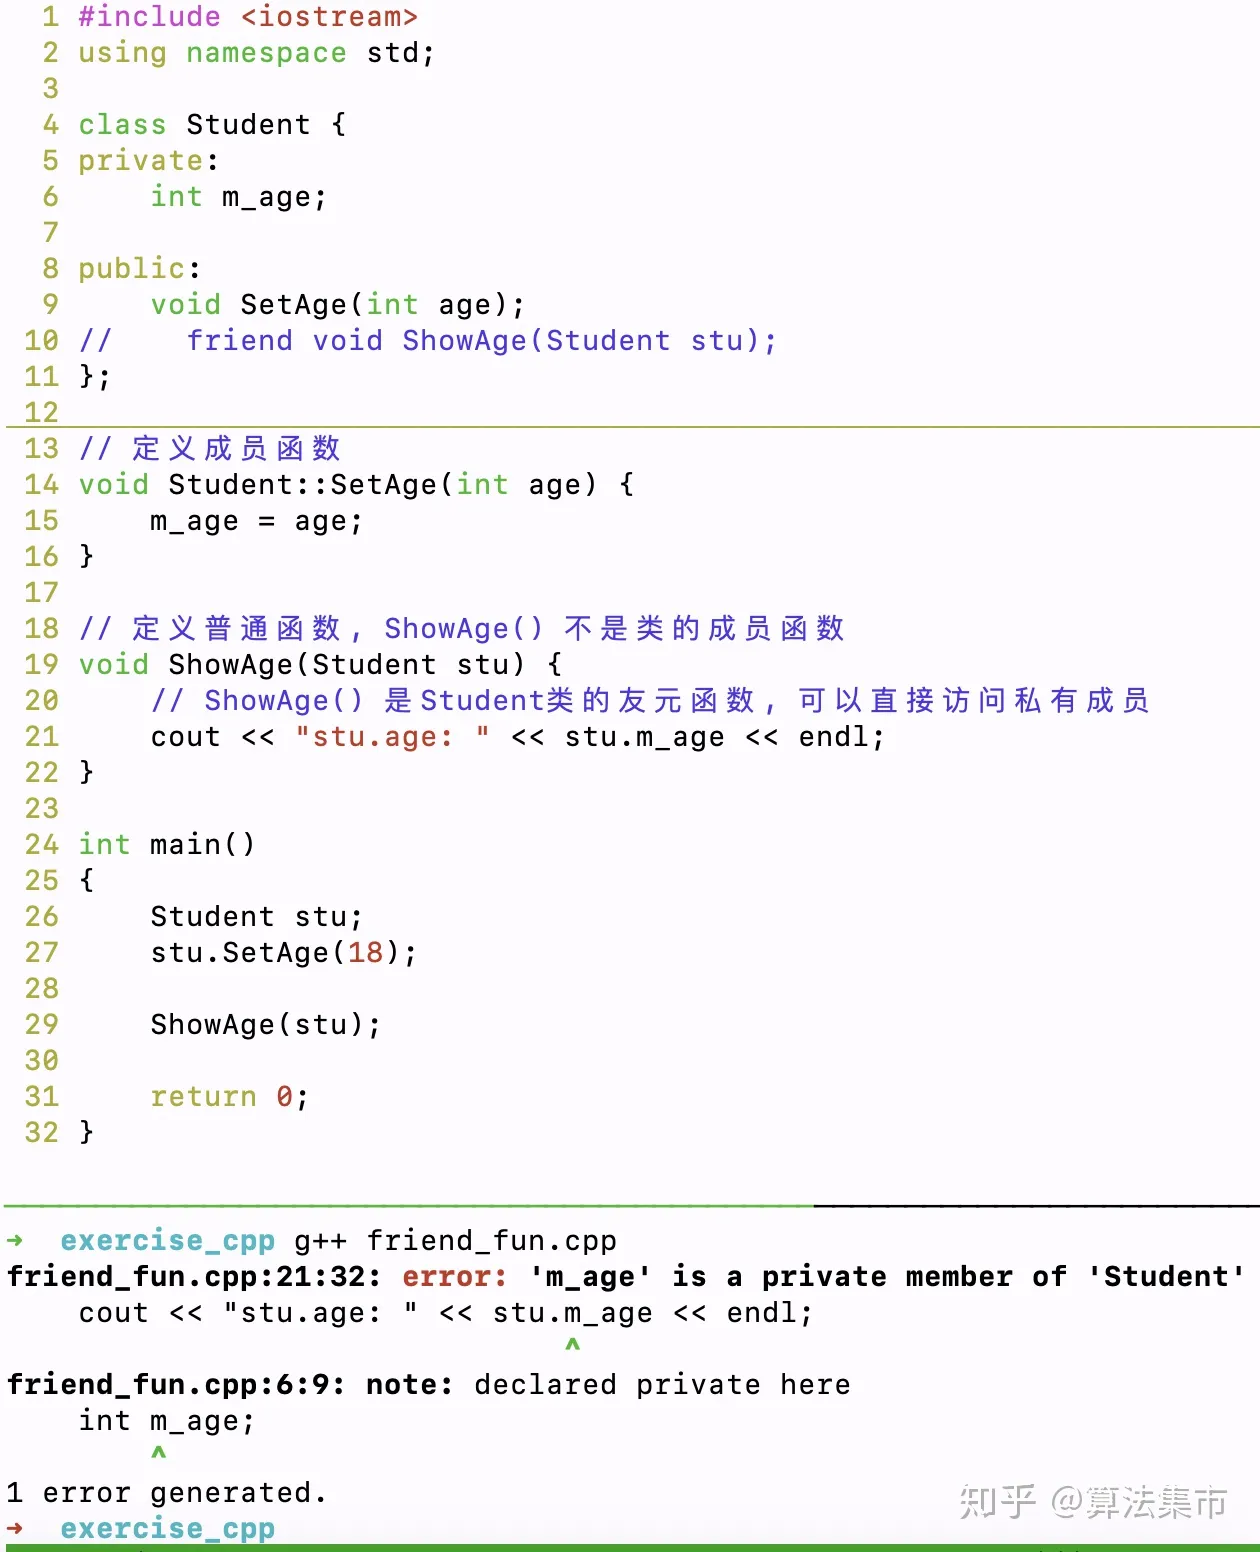 1 #include <iostream>
2 using namespace std;
3
4 class Student {
5 private:
6     int m_age;
7
8 public:
9     void SetAge(int age);
10 //    friend void ShowAge(Student stu);
11 };
12
13 // 定义成员函数
14 void Student::SetAge(int age) {
15     m_age = age;
16 }
17
18 // 定义普通函数, ShowAge() 不是类的成员函数
19 void ShowAge(Student stu) {
20     // ShowAge() 是Student类的友元函数, 可以直接访问私有成员
21     cout << "stu.age: " << stu.m_age << endl;
22 }
23
24 int main()
25 {
26     Student stu;
27     stu.SetAge(18);
28
29     ShowAge(stu);
30
31     return 0;
32 }
➜  exercise_cpp g++ friend_fun.cpp
friend_fun.cpp:21:32: error: 'm_age' is a private member of 'Student'
    cout << "stu.age: " << stu.m_age << endl;
                               ^
friend_fun.cpp:6:9: note: declared private here
    int m_age;
        ^
1 error generated.
➜  exercise_cpp
知乎 @算法集市